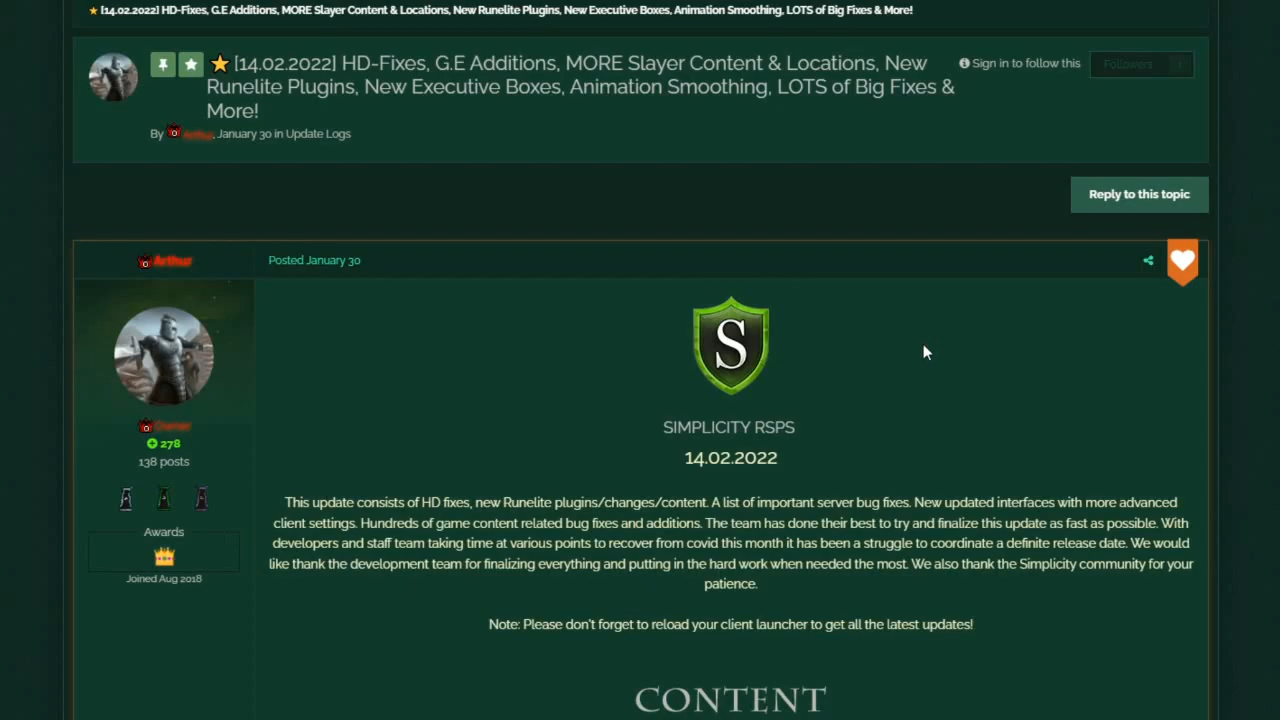 [14.02.2022] HD-Fixes, G.E Additions, MORE Slayer Content & Locations, New Runelite Plugins, New Executive Boxes, Animation Smoothing, LOTS of Big Fixes & More!
[14.02.2022] HD-Fixes, G.E Additions, MORE Slayer Content & Locations, New
Runelite Plugins, New Executive Boxes, Animation Smoothing, LOTS of Big Fixes &
More!
Sign in to follow this
Followers
By Arthur, January 30 in Update Logs
Reply to this topic
Arthur
Posted January 30
S
Owner
278
138 posts
Awards
Joined Aug 2018
SIMPLICITY RSPS
14.02.2022
This update consists of HD fixes, new Runelite plugins/changes/content. A list of important server bug fixes. New updated interfaces with more advanced
client settings. Hundreds of game content related bug fixes and additions. The team has done their best to try and finalize this update as fast as possible. With
developers and staff team taking time at various points to recover from covid this month it has been a struggle to coordinate a definite release date. We would
like thank the development team for finalizing everything and putting in the hard work when needed the most. We also thank the Simplicity community for your
patience.
Note: Please don't forget to reload your client launcher to get all the latest updates!
CONTENT